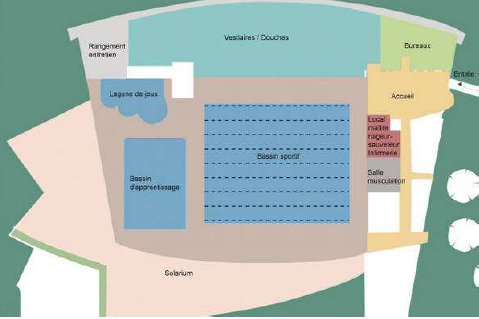 Vestiaires / Douches
Rangement
entretien
Bureaux
Entrée
Lagune de jeux
Accueil
Local
maître
nageur-
sauveteur
Infirmerie
Bassin sportif
Salle
musculation
Bassin
d'apprentissage
Solarium